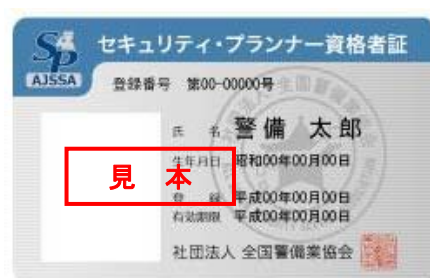 Sp
AJSSA
セキュリティ・プランナー資格者証
登録番号 第00-00000号
氏 名 警備 太郎
生年月日 昭和00年00月00日
見 本
登 録 平成00年00月00日
有効期限 平成00年00月00日
社団法人 全国警備業協会